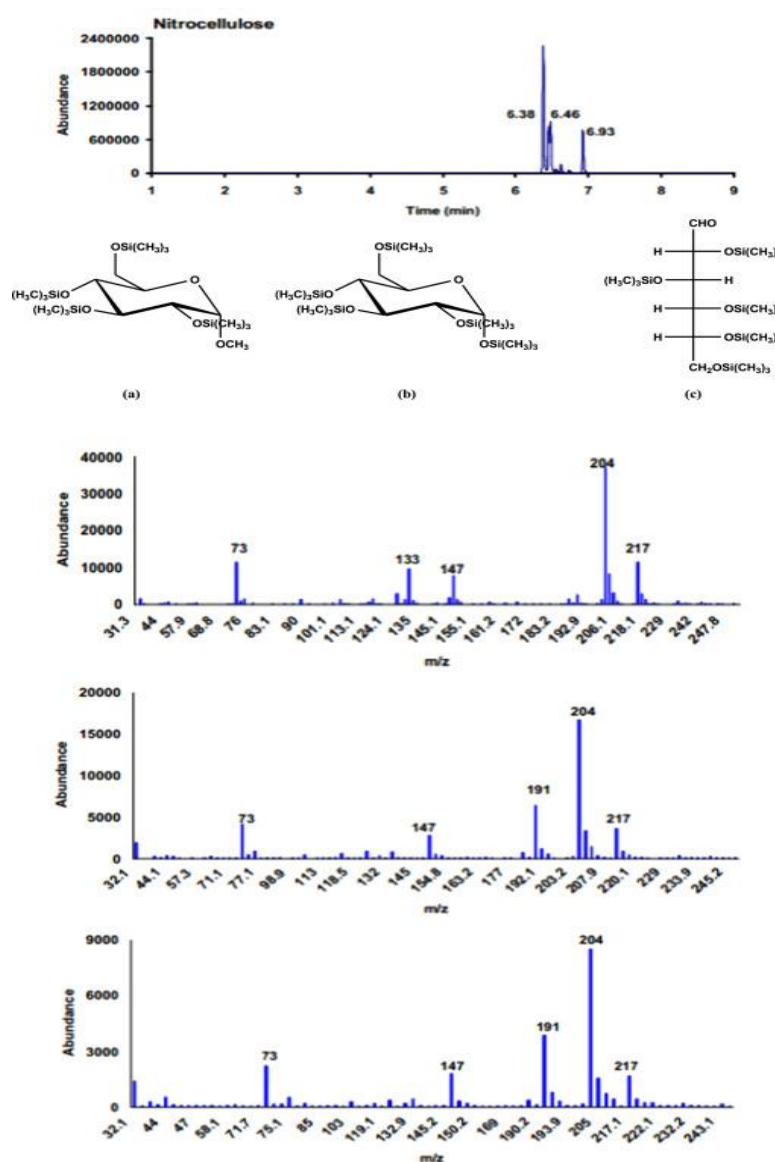 Nitrocellulose
2400000
1800000
1200000
600000
0
Abundance
6.38
6.46
6.93
1 2 3 4 5 6 7 8 9
Time (min)
OSi(CH₃)₃
(H₃C)₃SiO
(H₃C)₃SiO
O
OSi(CH₃)₃
OCH₃
(a)
OSi(CH₃)₃
(H₃C)₃SiO
(H₃C)₃SiO
O
OSi(CH₃)₃
OSi(CH₃)₃
(b)
CHO
H OSi(CH₃)
(H₃C)₃SiO H
H OSi(CH₃)
H OSi(CH₃)
CH₂OSi(CH₃)₃
(c)
40000
30000
20000
10000
0
Abundance
73
133
147
204
217
31.3 44 57.9 68.8 76 83.1 90 101.1 113.1 124.1 135 145.1 155.1 161.2 172 183.2 192.9 206.1 218.1 229 242 247.8
m/z
20000
15000
10000
5000
0
Abundance
73
147
191
204
217
32.1 44.1 57.3 71.1 77.1 98.9 113 118.5 132 145 154.8 163.2 177 192.1 203.2 207.9 220.1 229 233.9 245.2
m/z
9000
6000
3000
0
Abundance
73
147
191
204
217
32.1 44 47 58.1 71.7 75.1 85 103 119.1 132.9 145.2 150.2 169 190.2 193.9 205 217.1 222.1 232.2 243.1
m/z